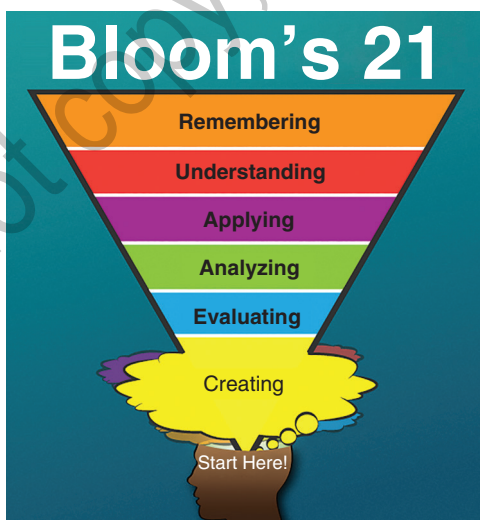 Bloom's 21
Remembering
Understanding
Applying
Analyzing
Evaluating
Creating
Start Here!